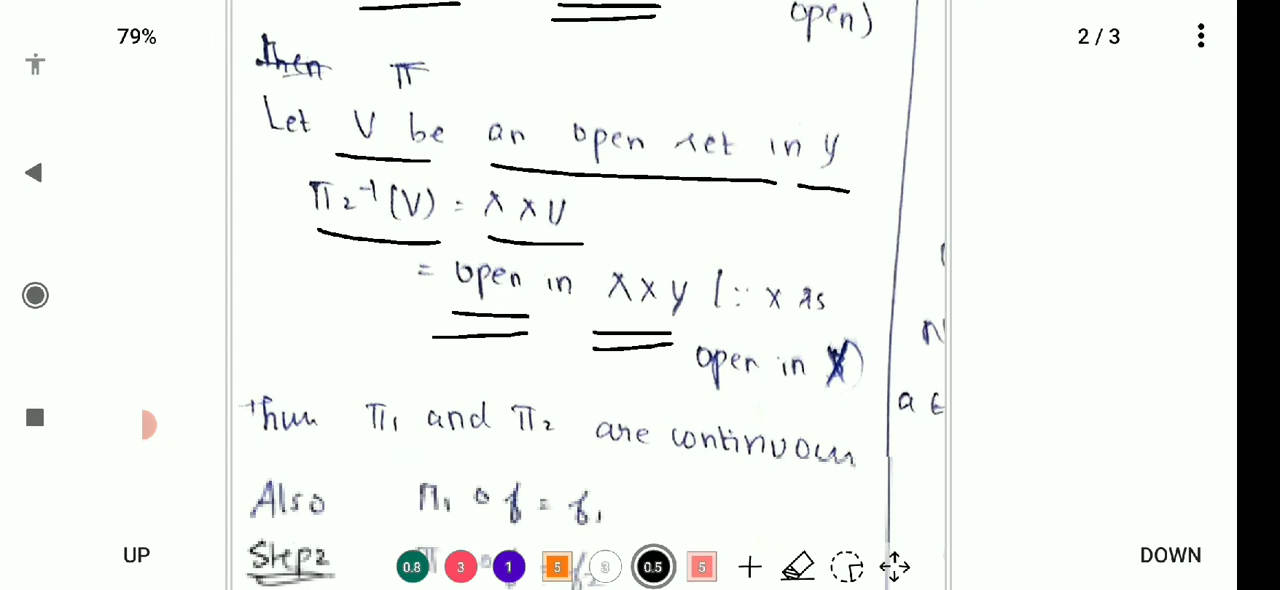 79%
2 / 3
open)
then π
Let V be an open set in y
π₂⁻¹(V) = X × V
= open in X × y (∵ X is
open in X)
Thus π₁ and π₂ are continuous
Also π₁ ∘ f = f₁
Step 2
UP
0.8 3 1 5 3 0.5 5
DOWN